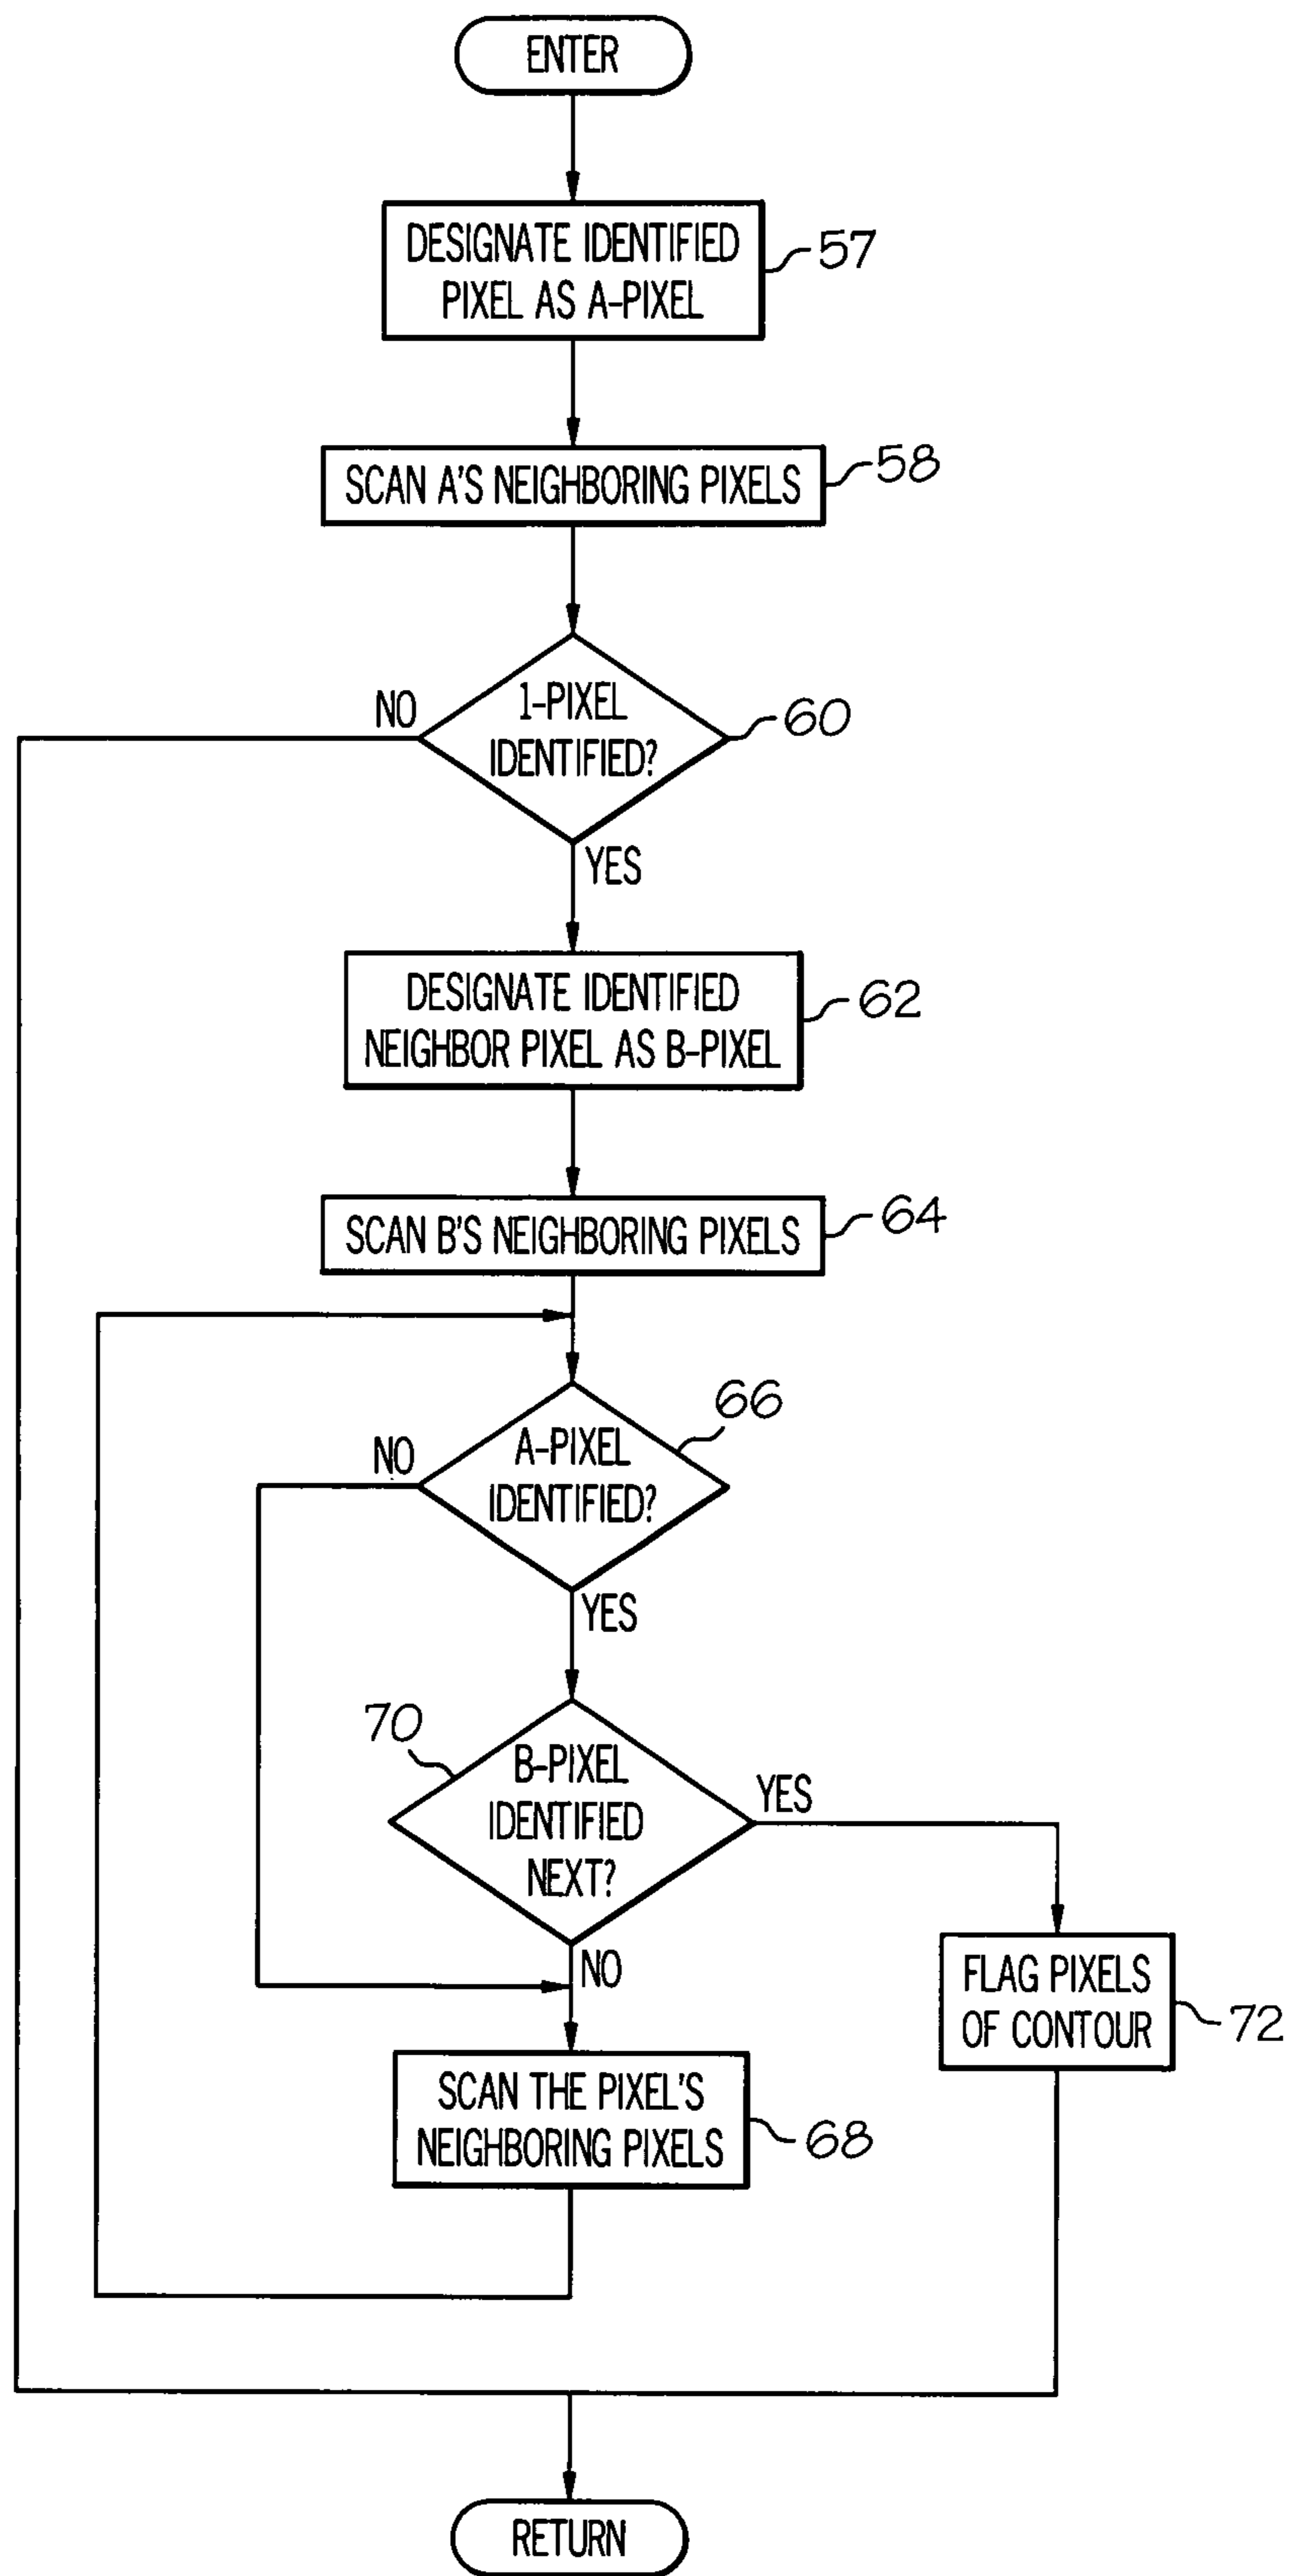 ENTER
DESIGNATE IDENTIFIED
PIXEL AS A-PIXEL
57
SCAN A'S NEIGHBORING PIXELS
58
NO
1-PIXEL
IDENTIFIED?
60
YES
DESIGNATE IDENTIFIED
NEIGHBOR PIXEL AS B-PIXEL
62
SCAN B'S NEIGHBORING PIXELS
64
66
NO
A-PIXEL
IDENTIFIED?
YES
70
B-PIXEL
IDENTIFIED
NEXT?
YES
NO
FLAG PIXELS
OF CONTOUR
72
SCAN THE PIXEL'S
NEIGHBORING PIXELS
68
RETURN